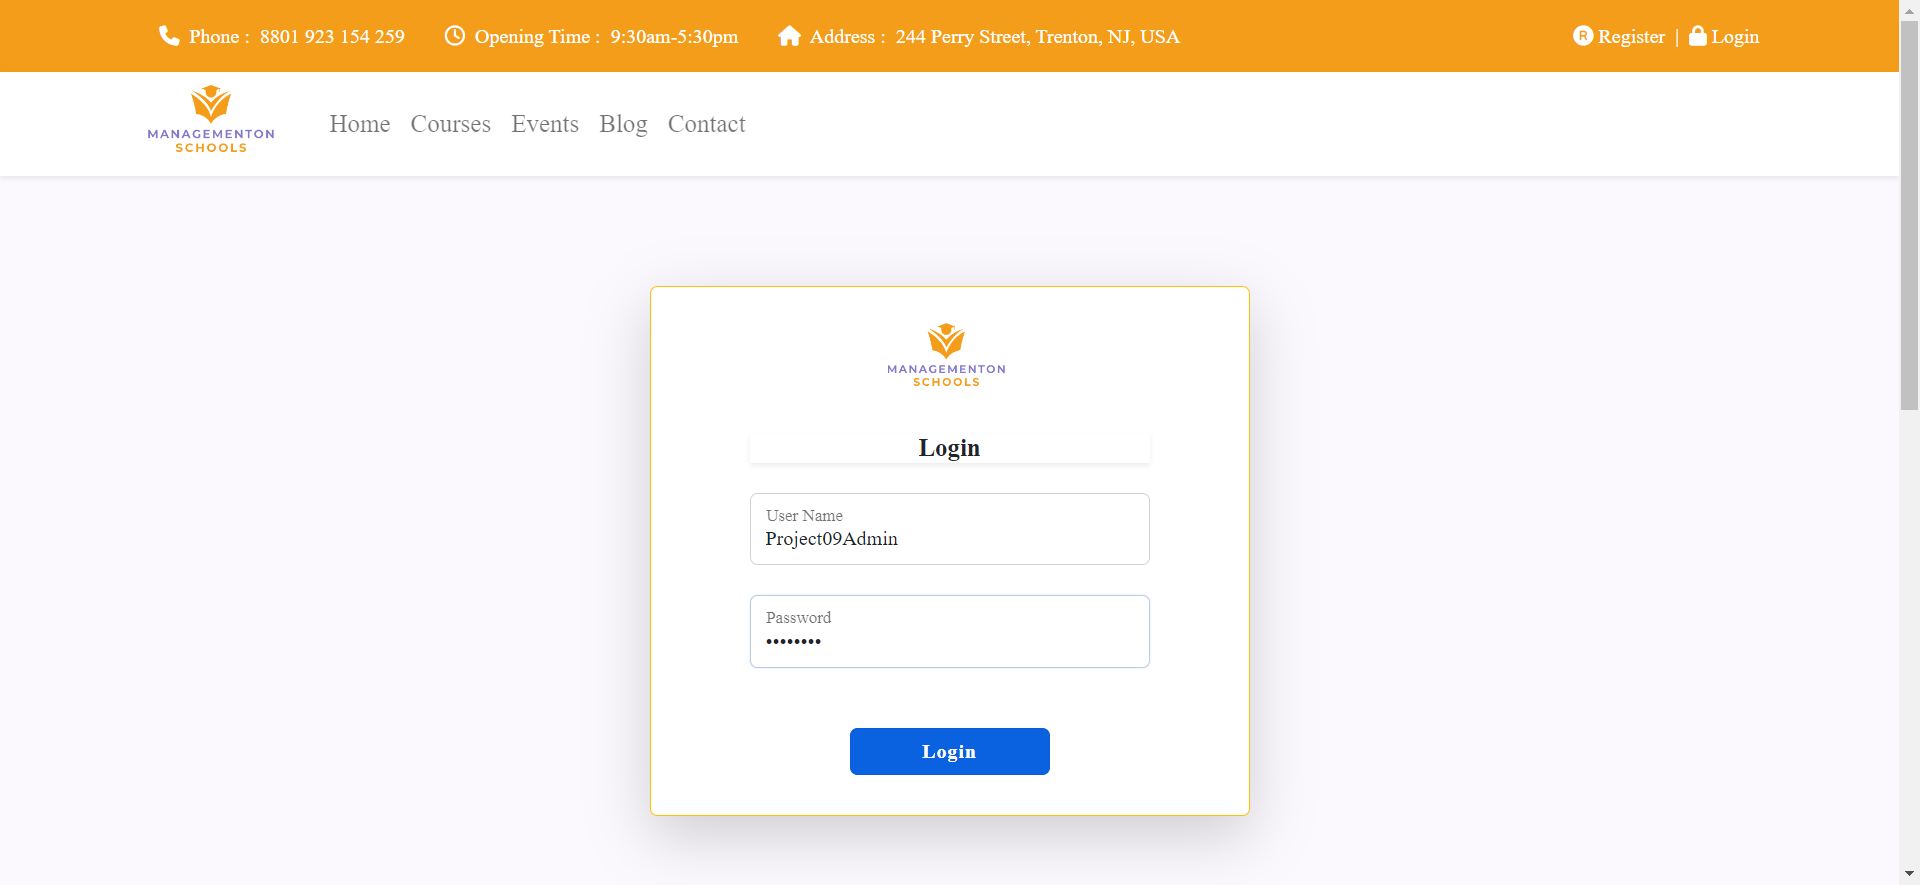 Phone : 8801 923 154 259 Opening Time : 9:30am-5:30pm Address : 244 Perry Street, Trenton, NJ, USA Register | Login
MANAGEMENTON
SCHOOLS
Home Courses Events Blog Contact
MANAGEMENTON
SCHOOLS
Login
User Name
Project09Admin
Password
••••••••
Login